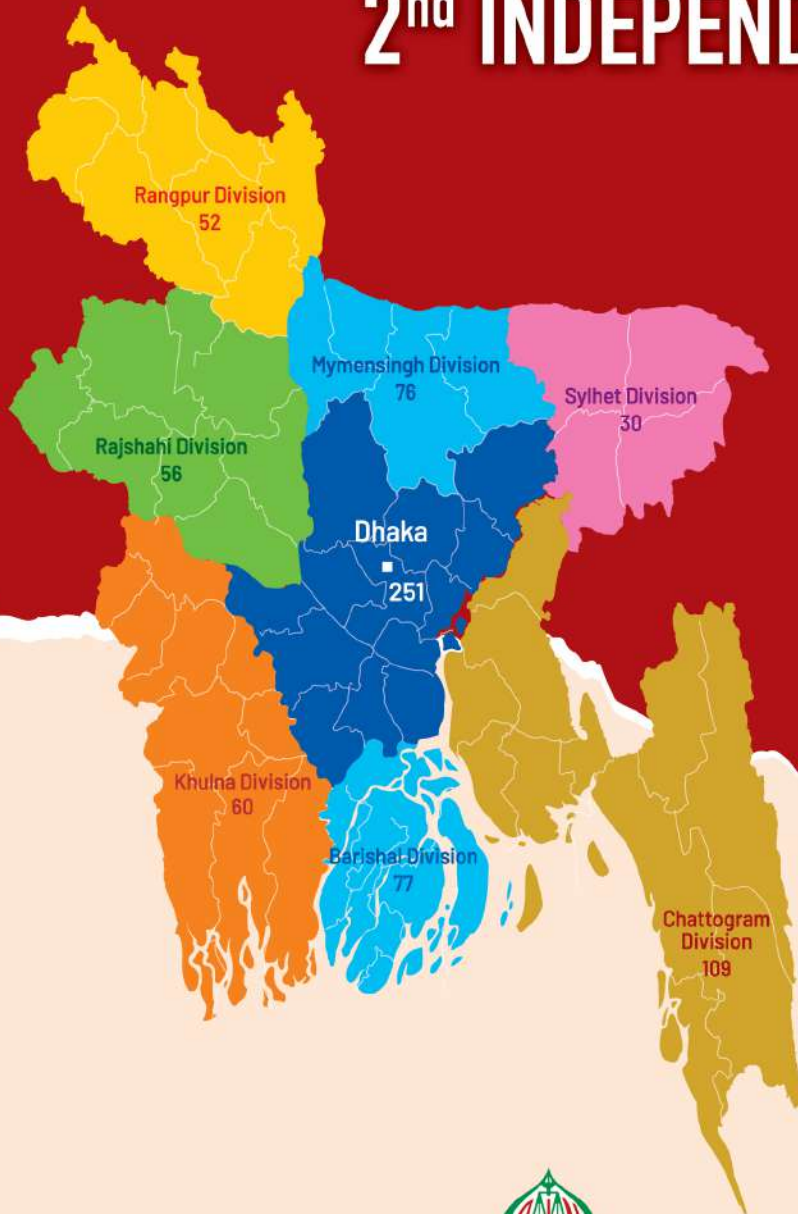 2nd INDEPEND
Rangpur Division
52
Mymensingh Division
76
Sylhet Division
30
Rajshahi Division
56
Dhaka
251
Khulna Division
60
Barishal Division
77
Chattogram
Division
109